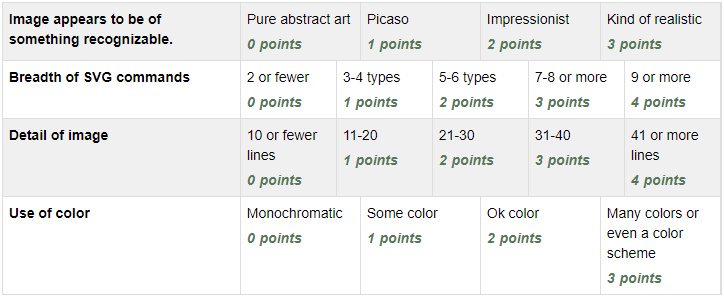 Image appears to be of something recognizable.
Pure abstract art
0 points
Picaso
1 points
Impressionist
2 points
Kind of realistic
3 points
Breadth of SVG commands
2 or fewer
0 points
3-4 types
1 points
5-6 types
2 points
7-8 or more
3 points
9 or more
4 points
Detail of image
10 or fewer
lines
0 points
11-20
1 points
21-30
2 points
31-40
3 points
41 or more
lines
4 points
Use of color
Monochromatic
0 points
Some color
1 points
Ok color
2 points
Many colors or
even a color
scheme
3 points